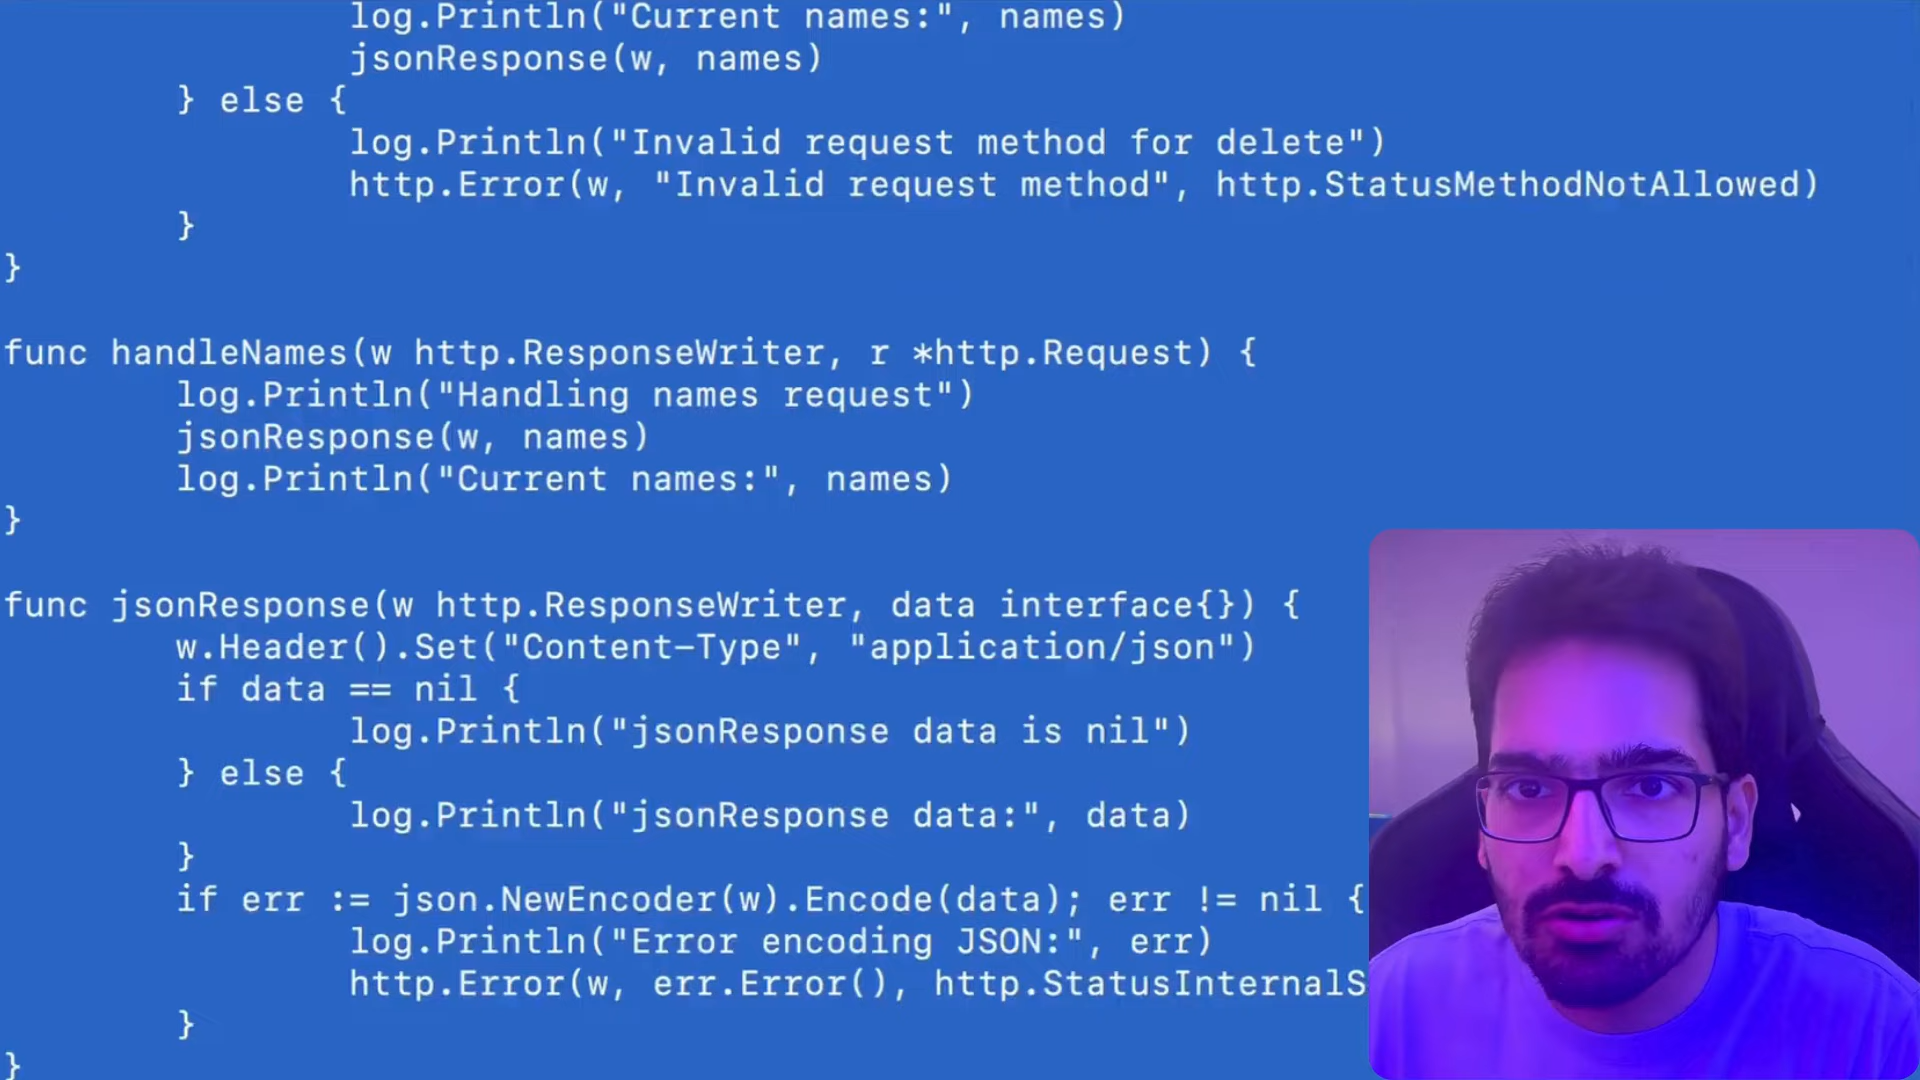 log.Println("Current names:", names)
jsonResponse(w, names)
} else {
log.Println("Invalid request method for delete")
http.Error(w, "Invalid request method", http.StatusMethodNotAllowed)
}
}
func handleNames(w http.ResponseWriter, r *http.Request) {
log.Println("Handling names request")
jsonResponse(w, names)
log.Println("Current names:", names)
}
func jsonResponse(w http.ResponseWriter, data interface{}) {
w.Header().Set("Content-Type", "application/json")
if data == nil {
log.Println("jsonResponse data is nil")
} else {
log.Println("jsonResponse data:", data)
}
if err := json.NewEncoder(w).Encode(data); err != nil {
log.Println("Error encoding JSON:", err)
http.Error(w, err.Error(), http.StatusInternalS
}
}